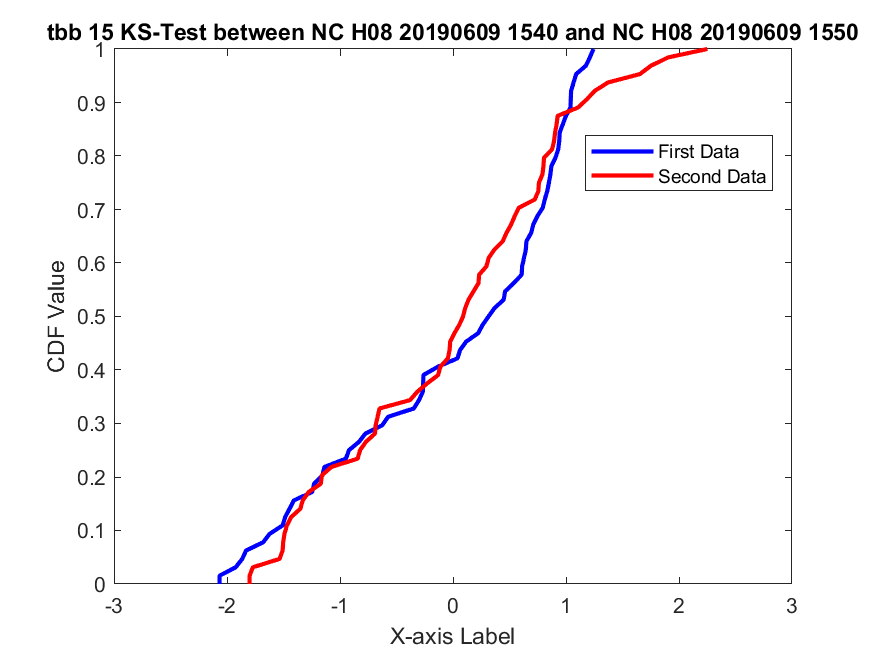 tbb 15 KS-Test between NC H08 20190609 1540 and NC H08 20190609 1550
1
0.9
0.8
0.7
0.6
0.5
0.4
0.3
0.2
0.1
0
CDF Value
First Data
Second Data
-3 -2 -1 0 1 2 3
X-axis Label